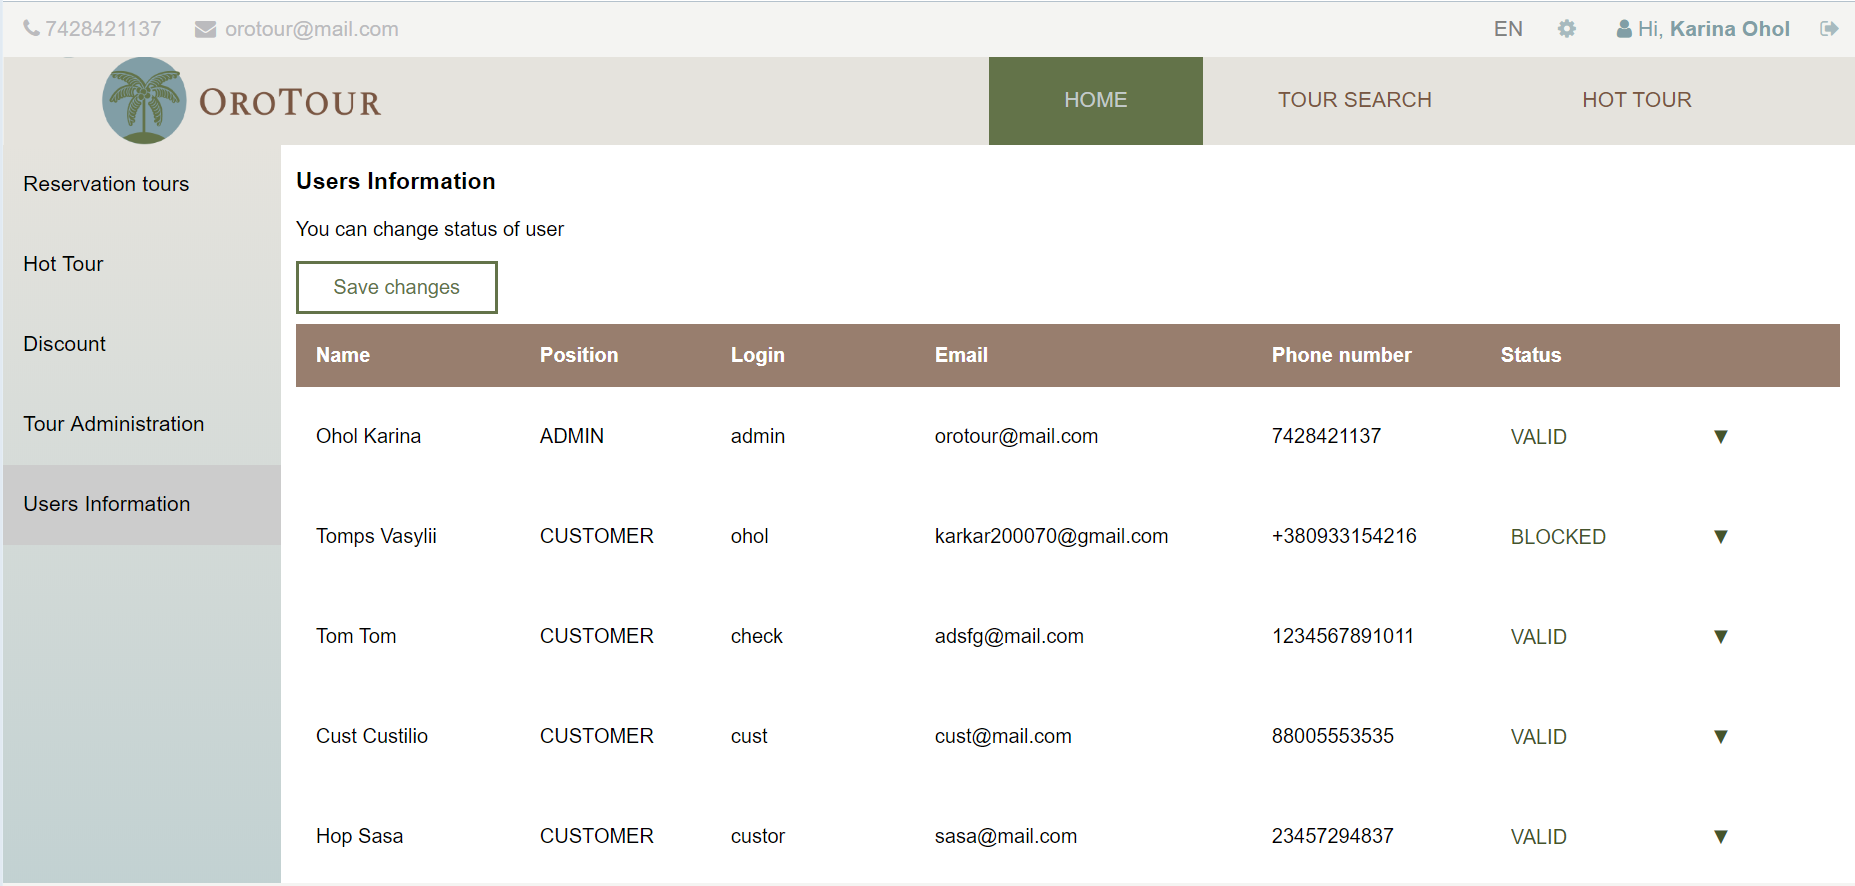 7428421137 orotour@mail.com EN Hi, Karina Ohol
OROTOUR HOME TOUR SEARCH HOT TOUR
Reservation tours
Hot Tour
Discount
Tour Administration
Users Information
Users Information
You can change status of user
Save changes
Name Position Login Email Phone number Status
Ohol Karina ADMIN admin orotour@mail.com 7428421137 VALID ▼
Tomps Vasylii CUSTOMER ohol karkar200070@gmail.com +380933154216 BLOCKED ▼
Tom Tom CUSTOMER check adsfg@mail.com 1234567891011 VALID ▼
Cust Custilio CUSTOMER cust cust@mail.com 88005553535 VALID ▼
Hop Sasa CUSTOMER custor sasa@mail.com 23457294837 VALID ▼